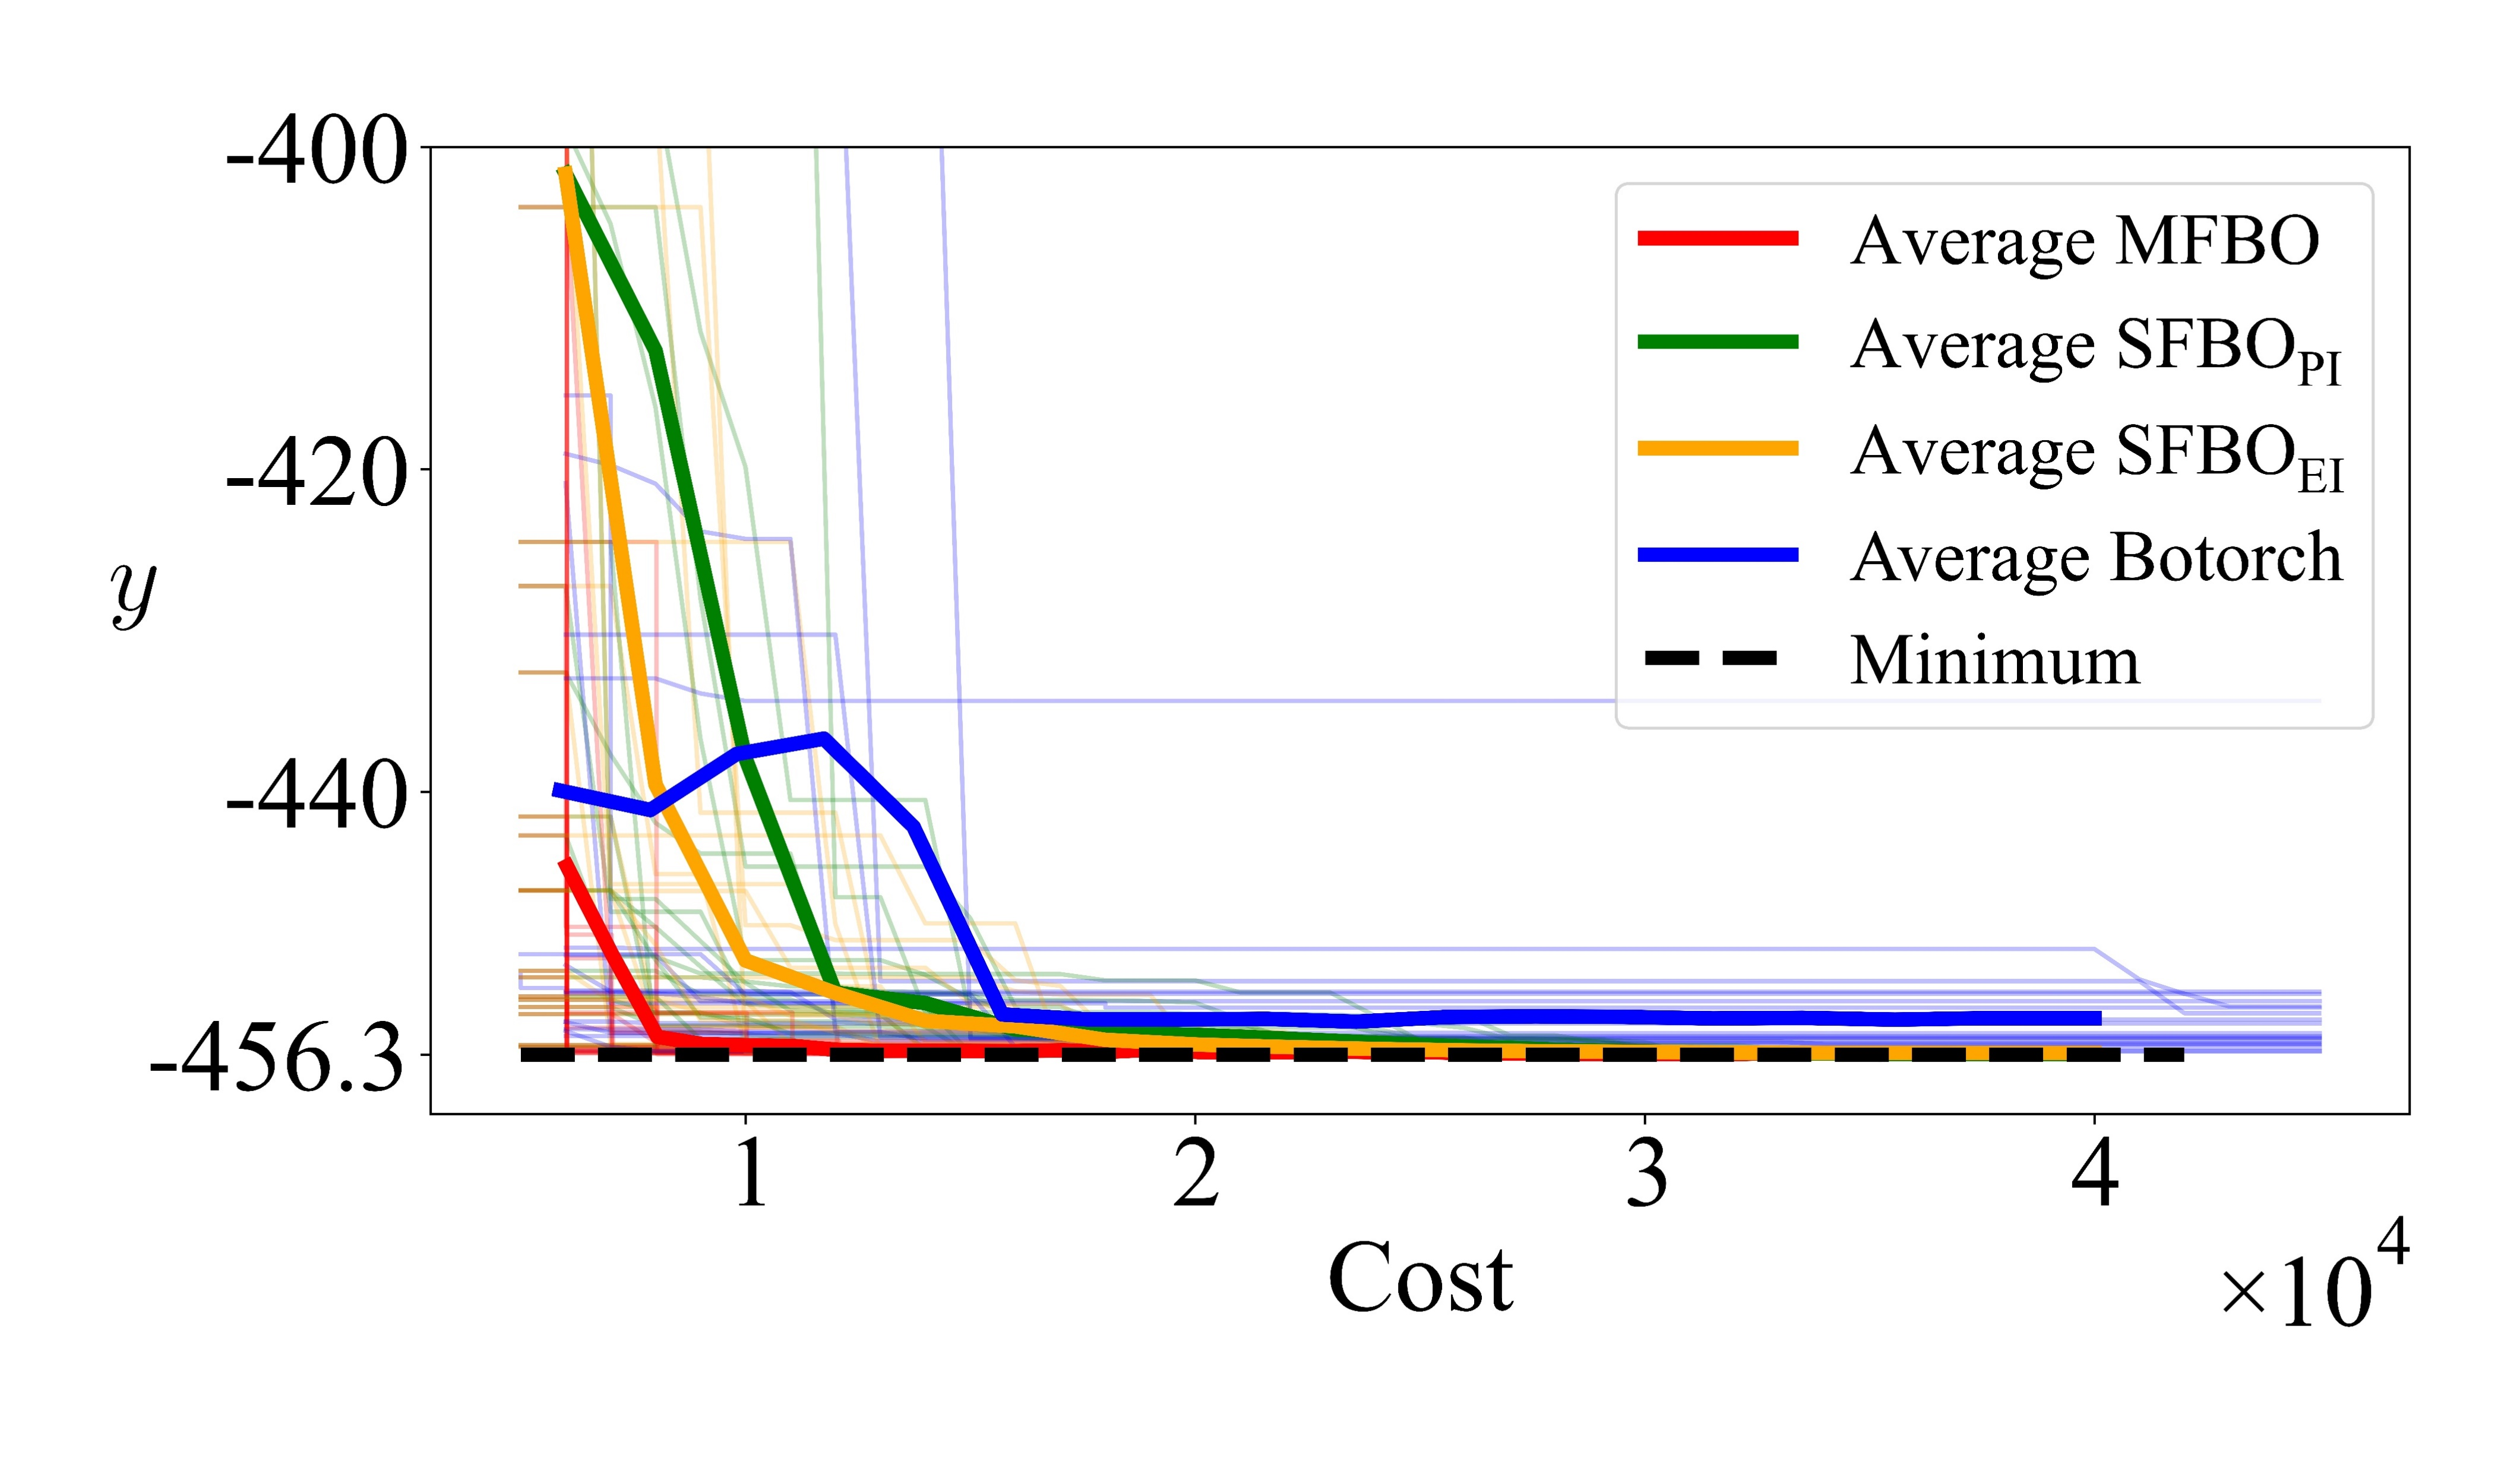 -400
-420
-440
-456.3
y
1 2 3 4
Cost
×10^4
Average MFBO
Average SFBO_PI
Average SFBO_EI
Average Botorch
Minimum